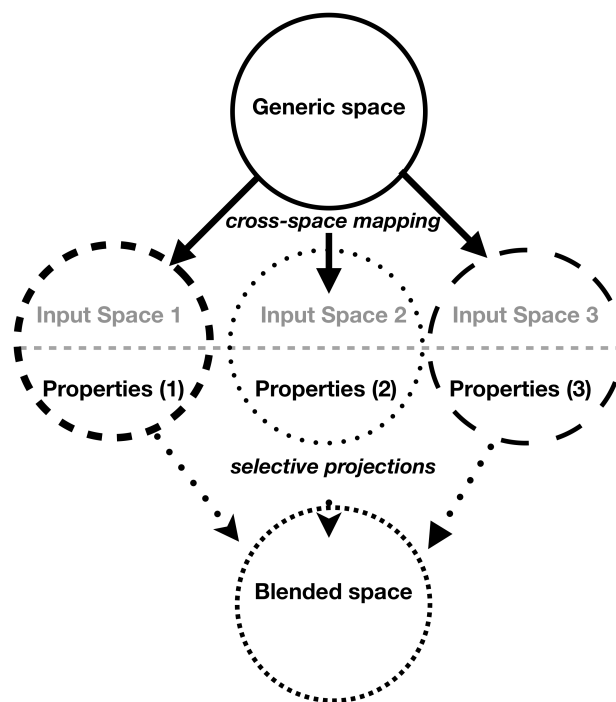 Generic space
cross-space mapping
Input Space 1
Input Space 2
Input Space 3
Properties (1)
Properties (2)
Properties (3)
selective projections
Blended space